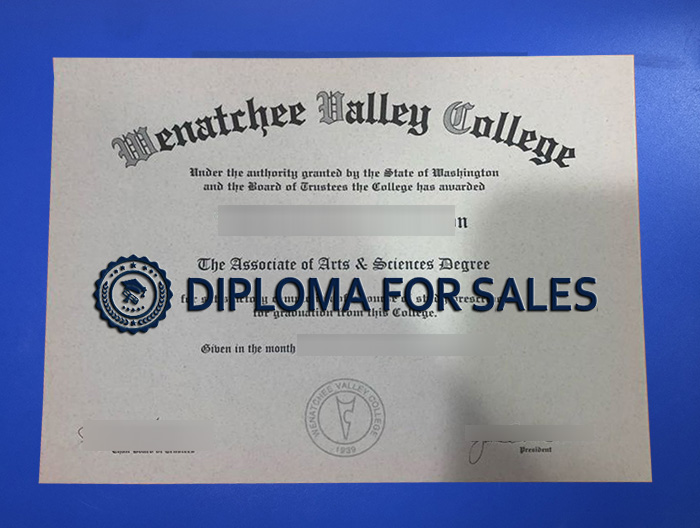 Wenatchee Valley College
Under the authority granted by the State of Washington
and the Board of Trustees the College has awarded
The Associate of Arts & Sciences Degree
DIPLOMA FOR SALES
for graduation from this College.
Given in the month
WENATCHEE VALLEY COLLEGE
1939
President